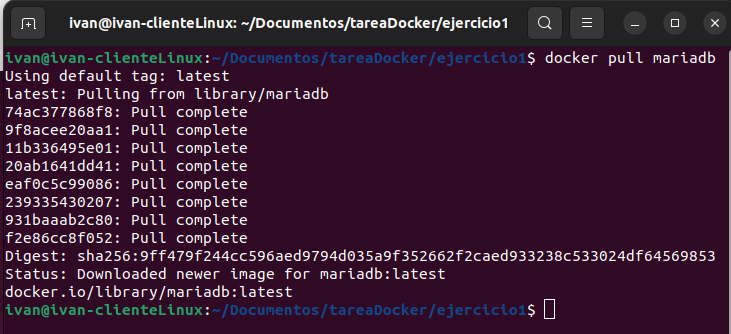 ivan@ivan-clienteLinux: ~/Documentos/tareaDocker/ejercicio1
ivan@ivan-clienteLinux:~/Documentos/tareaDocker/ejercicio1$ docker pull mariadb
Using default tag: latest
latest: Pulling from library/mariadb
74ac377868f8: Pull complete
9f8acee20aa1: Pull complete
11b336495e01: Pull complete
20ab1641dd41: Pull complete
eaf0c5c99086: Pull complete
239335430207: Pull complete
931baaab2c80: Pull complete
f2e86cc8f052: Pull complete
Digest: sha256:9ff479f244cc596aed9794d035a9f352662f2caed933238c533024df64569853
Status: Downloaded newer image for mariadb:latest
docker.io/library/mariadb:latest
ivan@ivan-clienteLinux:~/Documentos/tareaDocker/ejercicio1$